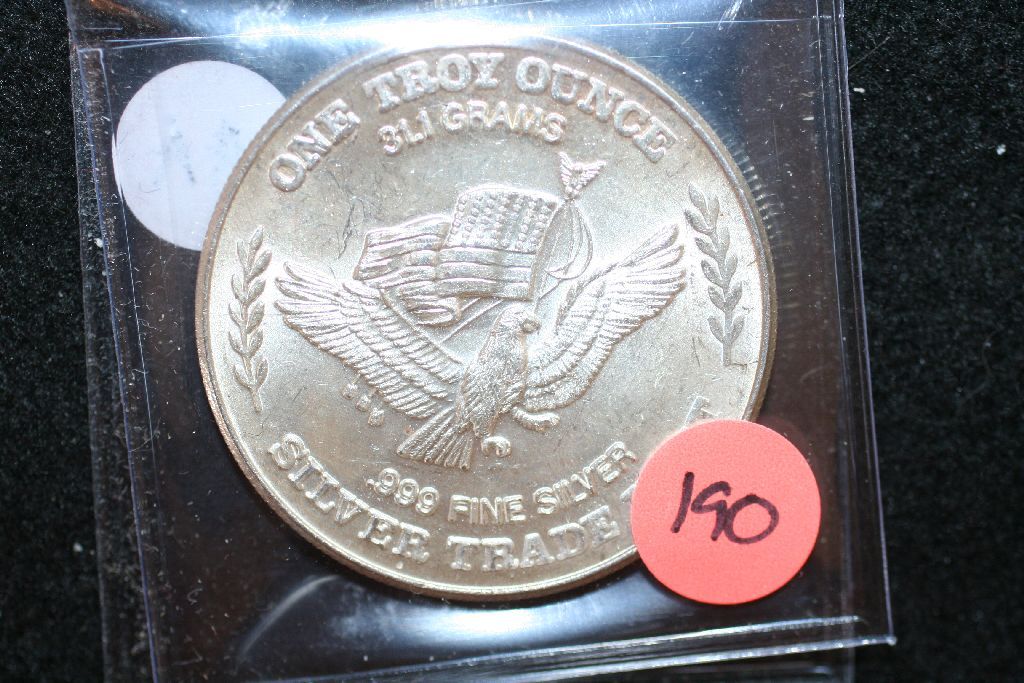 ONE TROY OUNCE
31.1 GRAMS
.999 FINE SILVER
SILVER TRADE
190